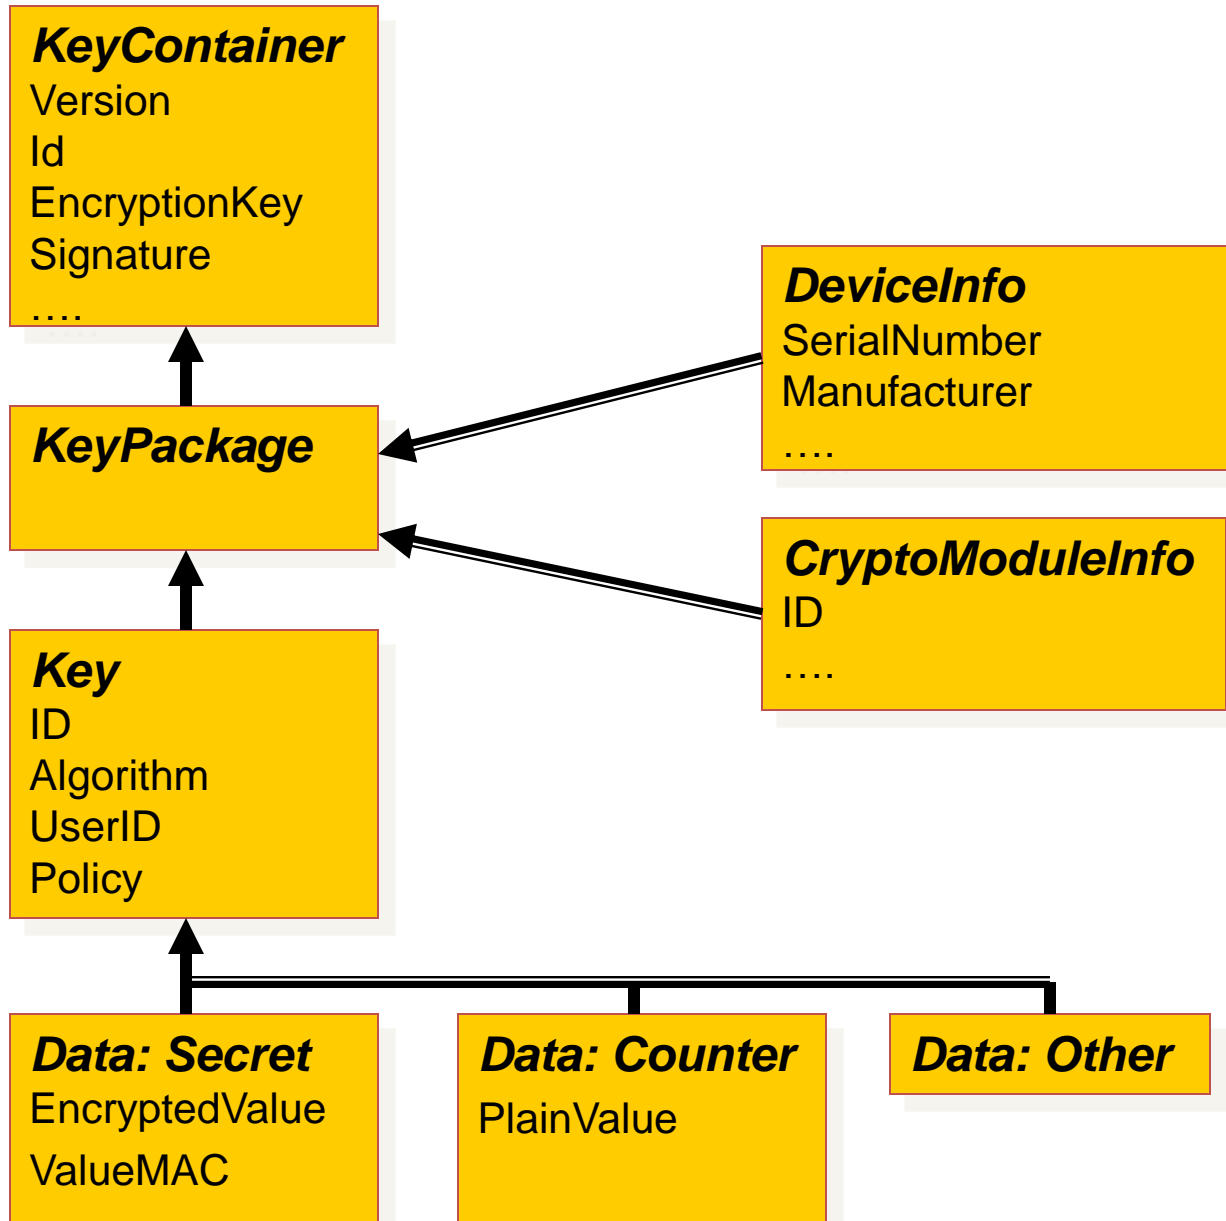 KeyContainer
Version
Id
EncryptionKey
Signature
….
DeviceInfo
SerialNumber
Manufacturer
….
KeyPackage
CryptoModuleInfo
ID
….
Key
ID
Algorithm
UserID
Policy
Data: Secret
EncryptedValue
ValueMAC
Data: Counter
PlainValue
Data: Other